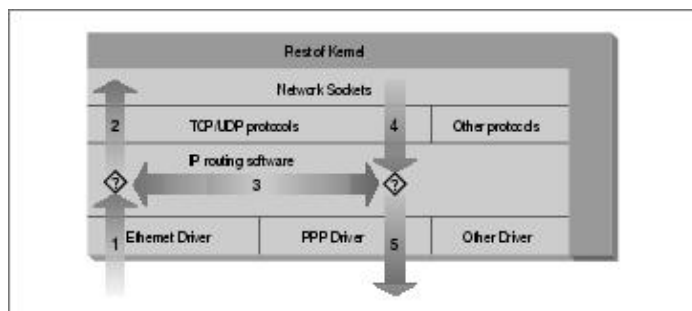 Rest of Kernel
Network Sockets
2 TCP/UDP protocols 4 Other protocols
IP routing software
? 3 ?
1 Ethernet Driver PPP Driver 5 Other Driver